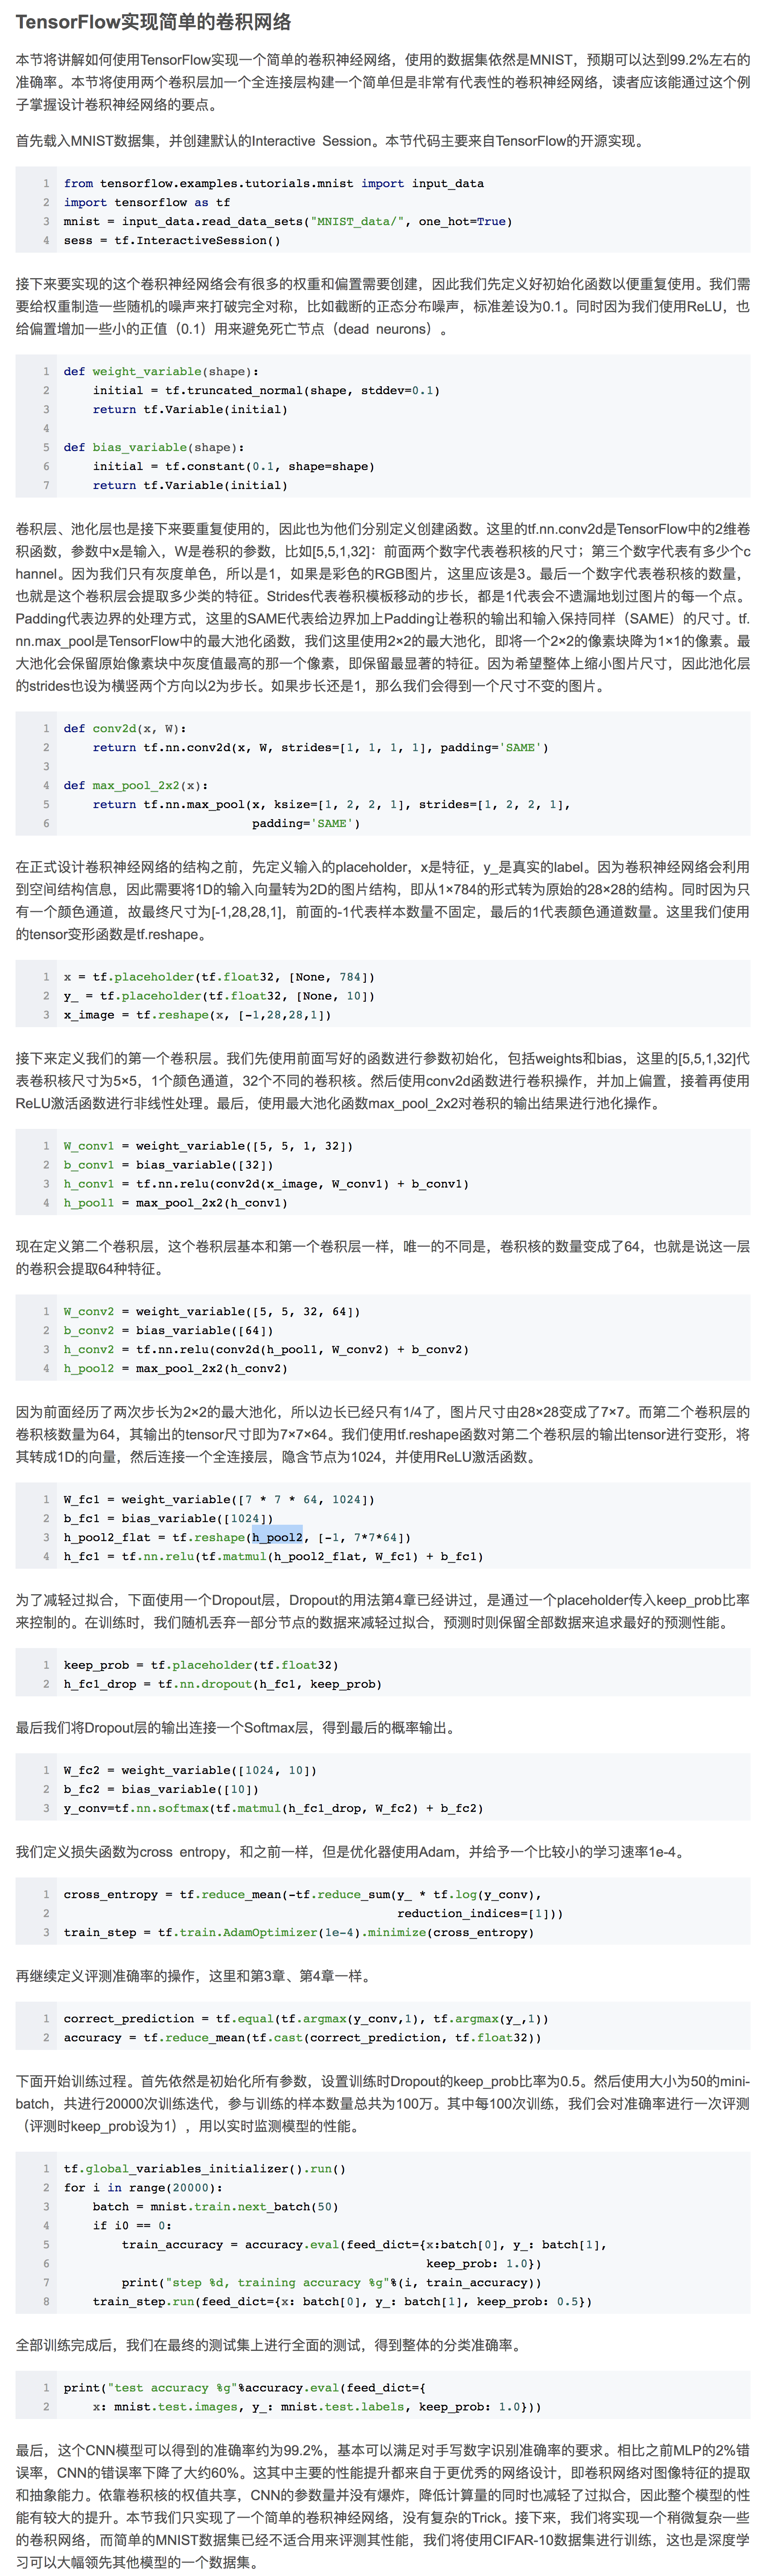 TensorFlow实现简单的卷积网络
本节将讲解如何使用TensorFlow实现一个简单的卷积神经网络，使用的数据集依然是MNIST，预期可以达到99.2%左右的
准确率。本节将使用两个卷积层加一个全连接层构建一个简单但是非常有代表性的卷积神经网络，读者应该能通过这个例
子掌握设计卷积神经网络的要点。
首先载入MNIST数据集，并创建默认的Interactive Session。本节代码主要来自TensorFlow的开源实现。
1 from tensorflow.examples.tutorials.mnist import input_data
2 import tensorflow as tf
3 mnist = input_data.read_data_sets("MNIST_data/", one_hot=True)
4 sess = tf.InteractiveSession()
接下来要实现的这个卷积神经网络会有很多的权重和偏置需要创建，因此我们先定义好初始化函数以便重复使用。我们需
要给权重制造一些随机的噪声来打破完全对称，比如截断的正态分布噪声，标准差设为0.1。同时因为我们使用ReLU，也
给偏置增加一些小的正值（0.1）用来避免死亡节点（dead neurons）。
1 def weight_variable(shape):
2     initial = tf.truncated_normal(shape, stddev=0.1)
3     return tf.Variable(initial)
4
5 def bias_variable(shape):
6     initial = tf.constant(0.1, shape=shape)
7     return tf.Variable(initial)
卷积层、池化层也是接下来要重复使用的，因此也为他们分别定义创建函数。这里的tf.nn.conv2d是TensorFlow中的2维卷
积函数，参数中x是输入，W是卷积的参数，比如[5,5,1,32]：前面两个数字代表卷积核的尺寸；第三个数字代表有多少个c
hannel。因为我们只有灰度单色，所以是1，如果是彩色的RGB图片，这里应该是3。最后一个数字代表卷积核的数量，
也就是这个卷积层会提取多少类的特征。Strides代表卷积模板移动的步长，都是1代表会不遗漏地划过图片的每一个点。
Padding代表边界的处理方式，这里的SAME代表给边界加上Padding让卷积的输出和输入保持同样（SAME）的尺寸。tf.
nn.max_pool是TensorFlow中的最大池化函数，我们这里使用2×2的最大池化，即将一个2×2的像素块降为1×1的像素。最
大池化会保留原始像素块中灰度值最高的那一个像素，即保留最显著的特征。因为希望整体上缩小图片尺寸，因此池化层
的strides也设为横竖两个方向以2为步长。如果步长还是1，那么我们会得到一个尺寸不变的图片。
1 def conv2d(x, W):
2     return tf.nn.conv2d(x, W, strides=[1, 1, 1, 1], padding='SAME')
3
4 def max_pool_2x2(x):
5     return tf.nn.max_pool(x, ksize=[1, 2, 2, 1], strides=[1, 2, 2, 1],
6                           padding='SAME')
在正式设计卷积神经网络的结构之前，先定义输入的placeholder，x是特征，y_是真实的label。因为卷积神经网络会利用
到空间结构信息，因此需要将1D的输入向量转为2D的图片结构，即从1×784的形式转为原始的28×28的结构。同时因为只
有一个颜色通道，故最终尺寸为[-1,28,28,1]，前面的-1代表样本数量不固定，最后的1代表颜色通道数量。这里我们使用
的tensor变形函数是tf.reshape。
1 x = tf.placeholder(tf.float32, [None, 784])
2 y_ = tf.placeholder(tf.float32, [None, 10])
3 x_image = tf.reshape(x, [-1,28,28,1])
接下来定义我们的第一个卷积层。我们先使用前面写好的函数进行参数初始化，包括weights和bias，这里的[5,5,1,32]代
表卷积核尺寸为5×5，1个颜色通道，32个不同的卷积核。然后使用conv2d函数进行卷积操作，并加上偏置，接着再使用
ReLU激活函数进行非线性处理。最后，使用最大池化函数max_pool_2x2对卷积的输出结果进行池化操作。
1 W_conv1 = weight_variable([5, 5, 1, 32])
2 b_conv1 = bias_variable([32])
3 h_conv1 = tf.nn.relu(conv2d(x_image, W_conv1) + b_conv1)
4 h_pool1 = max_pool_2x2(h_conv1)
现在定义第二个卷积层，这个卷积层基本和第一个卷积层一样，唯一的不同是，卷积核的数量变成了64，也就是说这一层
的卷积会提取64种特征。
1 W_conv2 = weight_variable([5, 5, 32, 64])
2 b_conv2 = bias_variable([64])
3 h_conv2 = tf.nn.relu(conv2d(h_pool1, W_conv2) + b_conv2)
4 h_pool2 = max_pool_2x2(h_conv2)
因为前面经历了两次步长为2×2的最大池化，所以边长已经只有1/4了，图片尺寸由28×28变成了7×7。而第二个卷积层的
卷积核数量为64，其输出的tensor尺寸即为7×7×64。我们使用tf.reshape函数对第二个卷积层的输出tensor进行变形，将
其转成1D的向量，然后连接一个全连接层，隐含节点为1024，并使用ReLU激活函数。
1 W_fc1 = weight_variable([7 * 7 * 64, 1024])
2 b_fc1 = bias_variable([1024])
3 h_pool2_flat = tf.reshape(h_pool2, [-1, 7*7*64])
4 h_fc1 = tf.nn.relu(tf.matmul(h_pool2_flat, W_fc1) + b_fc1)
为了减轻过拟合，下面使用一个Dropout层，Dropout的用法第4章已经讲过，是通过一个placeholder传入keep_prob比率
来控制的。在训练时，我们随机丢弃一部分节点的数据来减轻过拟合，预测时则保留全部数据来追求最好的预测性能。
1 keep_prob = tf.placeholder(tf.float32)
2 h_fc1_drop = tf.nn.dropout(h_fc1, keep_prob)
最后我们将Dropout层的输出连接一个Softmax层，得到最后的概率输出。
1 W_fc2 = weight_variable([1024, 10])
2 b_fc2 = bias_variable([10])
3 y_conv=tf.nn.softmax(tf.matmul(h_fc1_drop, W_fc2) + b_fc2)
我们定义损失函数为cross entropy，和之前一样，但是优化器使用Adam，并给予一个比较小的学习速率1e-4。
1 cross_entropy = tf.reduce_mean(-tf.reduce_sum(y_ * tf.log(y_conv),
2                                               reduction_indices=[1]))
3 train_step = tf.train.AdamOptimizer(1e-4).minimize(cross_entropy)
再继续定义评测准确率的操作，这里和第3章、第4章一样。
1 correct_prediction = tf.equal(tf.argmax(y_conv,1), tf.argmax(y_,1))
2 accuracy = tf.reduce_mean(tf.cast(correct_prediction, tf.float32))
下面开始训练过程。首先依然是初始化所有参数，设置训练时Dropout的keep_prob比率为0.5。然后使用大小为50的mini-
batch，共进行20000次训练迭代，参与训练的样本数量总共为100万。其中每100次训练，我们会对准确率进行一次评测
（评测时keep_prob设为1），用以实时监测模型的性能。
1 tf.global_variables_initializer().run()
2 for i in range(20000):
3     batch = mnist.train.next_batch(50)
4     if i0 == 0:
5         train_accuracy = accuracy.eval(feed_dict={x:batch[0], y_: batch[1],
6                                                   keep_prob: 1.0})
7         print("step %d, training accuracy %g"%(i, train_accuracy))
8     train_step.run(feed_dict={x: batch[0], y_: batch[1], keep_prob: 0.5})
全部训练完成后，我们在最终的测试集上进行全面的测试，得到整体的分类准确率。
1 print("test accuracy %g"%accuracy.eval(feed_dict={
2     x: mnist.test.images, y_: mnist.test.labels, keep_prob: 1.0}))
最后，这个CNN模型可以得到的准确率约为99.2%，基本可以满足对手写数字识别准确率的要求。相比之前MLP的2%错
误率，CNN的错误率下降了大约60%。这其中主要的性能提升都来自于更优秀的网络设计，即卷积网络对图像特征的提取
和抽象能力。依靠卷积核的权值共享，CNN的参数量并没有爆炸，降低计算量的同时也减轻了过拟合，因此整个模型的性
能有较大的提升。本节我们只实现了一个简单的卷积神经网络，没有复杂的Trick。接下来，我们将实现一个稍微复杂一些
的卷积网络，而简单的MNIST数据集已经不适合用来评测其性能，我们将使用CIFAR-10数据集进行训练，这也是深度学
习可以大幅领先其他模型的一个数据集。